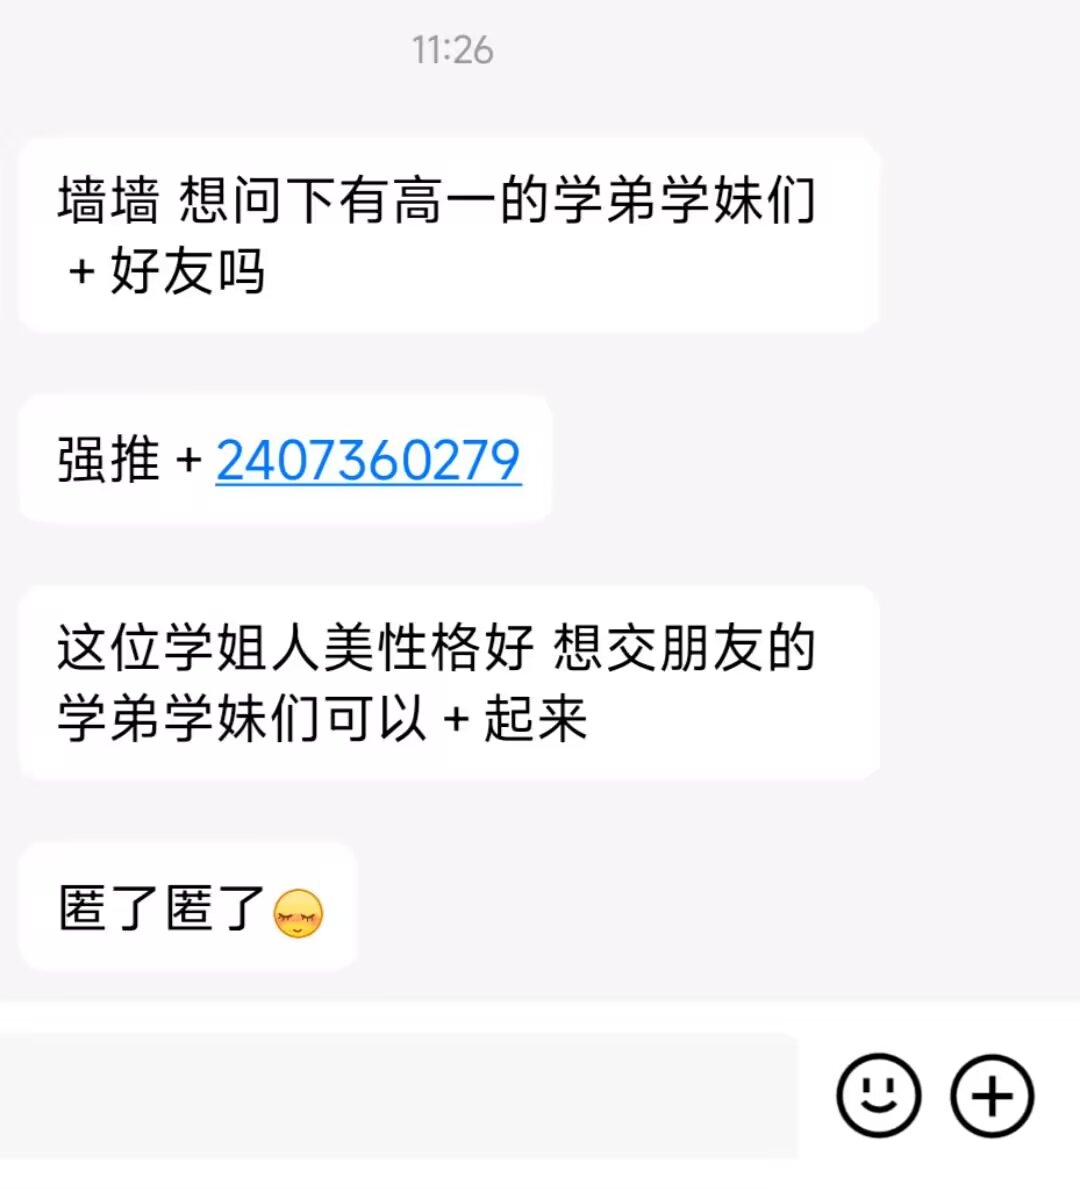 11:26
墙墙 想问下有高一的学弟学妹们
+ 好友吗
强推 + 2407360279
这位学姐人美性格好 想交朋友的
学弟学妹们可以 + 起来
匿了匿了